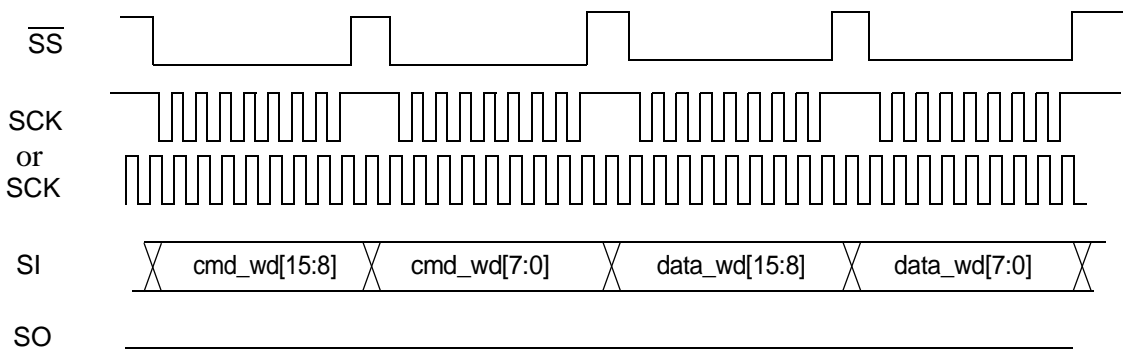 SS
SCK
or
SCK
SI
cmd_wd[15:8] cmd_wd[7:0] data_wd[15:8] data_wd[7:0]
SO